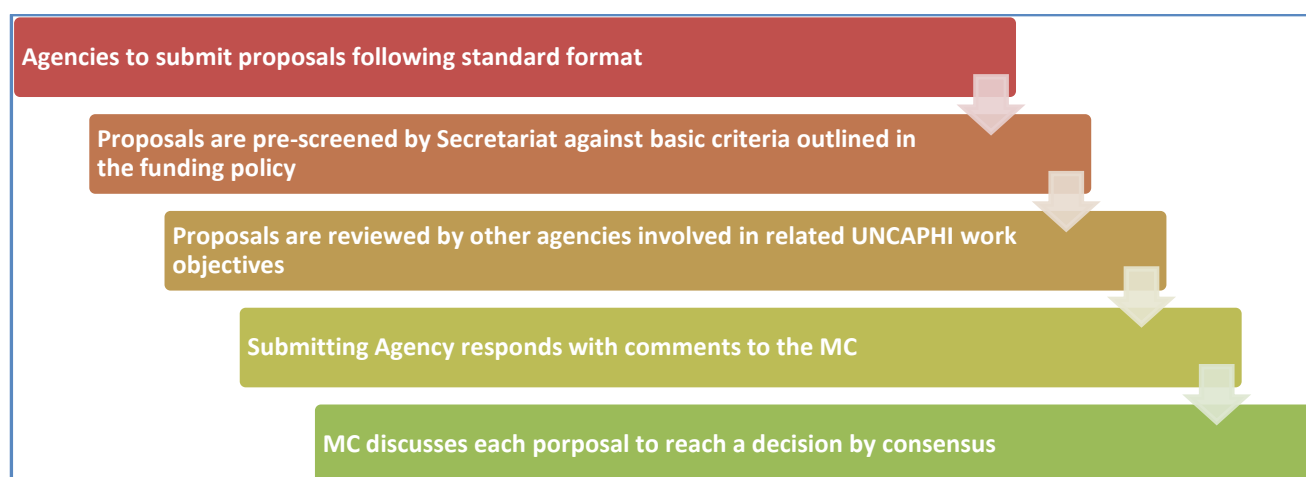 Agencies to submit proposals following standard format
Proposals are pre-screened by Secretariat against basic criteria outlined in
the funding policy
Proposals are reviewed by other agencies involved in related UNCAPHI work
objectives
Submitting Agency responds with comments to the MC
MC discusses each porposal to reach a decision by consensus